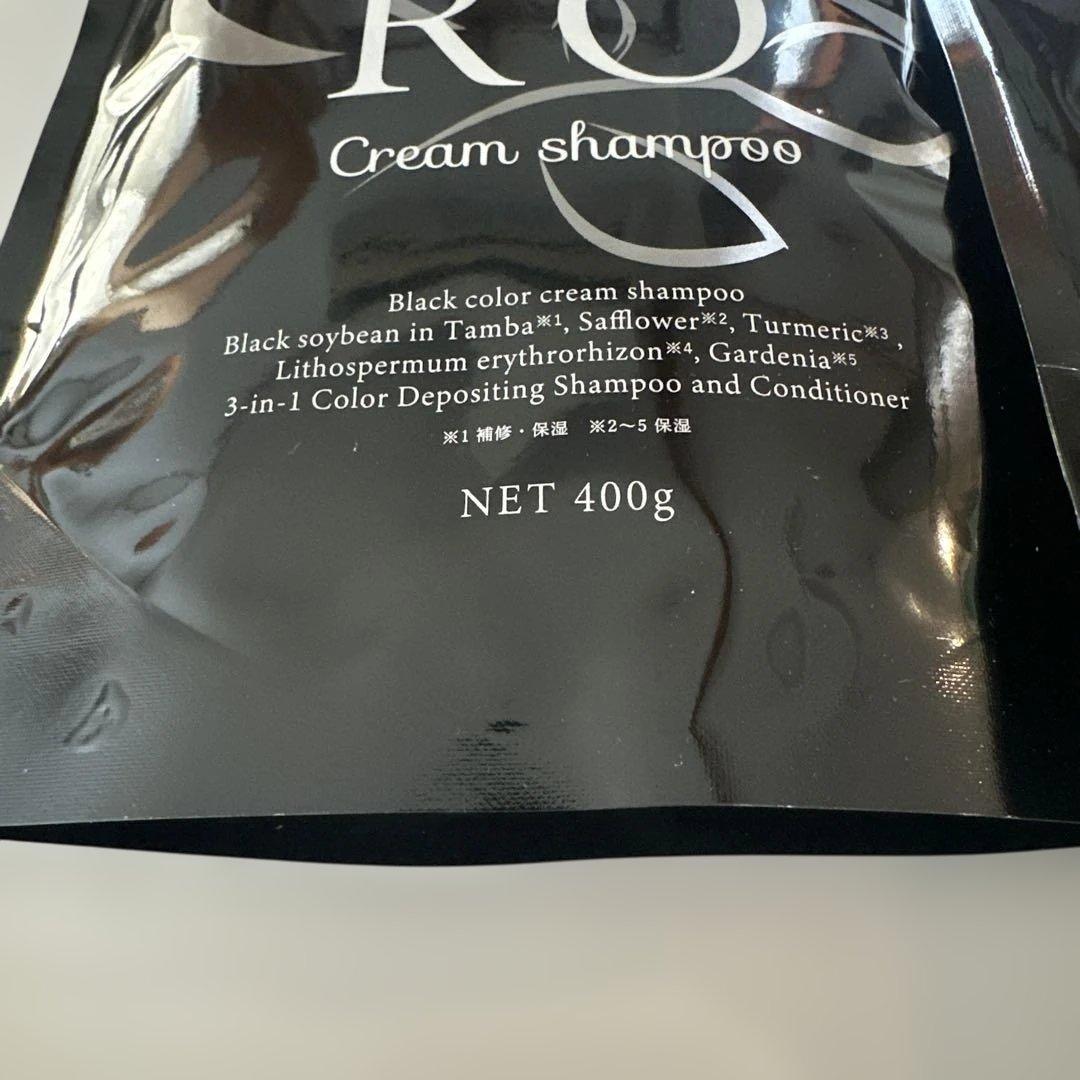 RO
Cream shampoo
Black color cream shampoo
Black soybean in Tamba※1, Safflower※2, Turmeric※3 ,
Lithospermum erythrorhizon※4, Gardenia※5
3-in-1 Color Depositing Shampoo and Conditioner
※1 補修・保湿　※2〜5 保湿
NET 400g